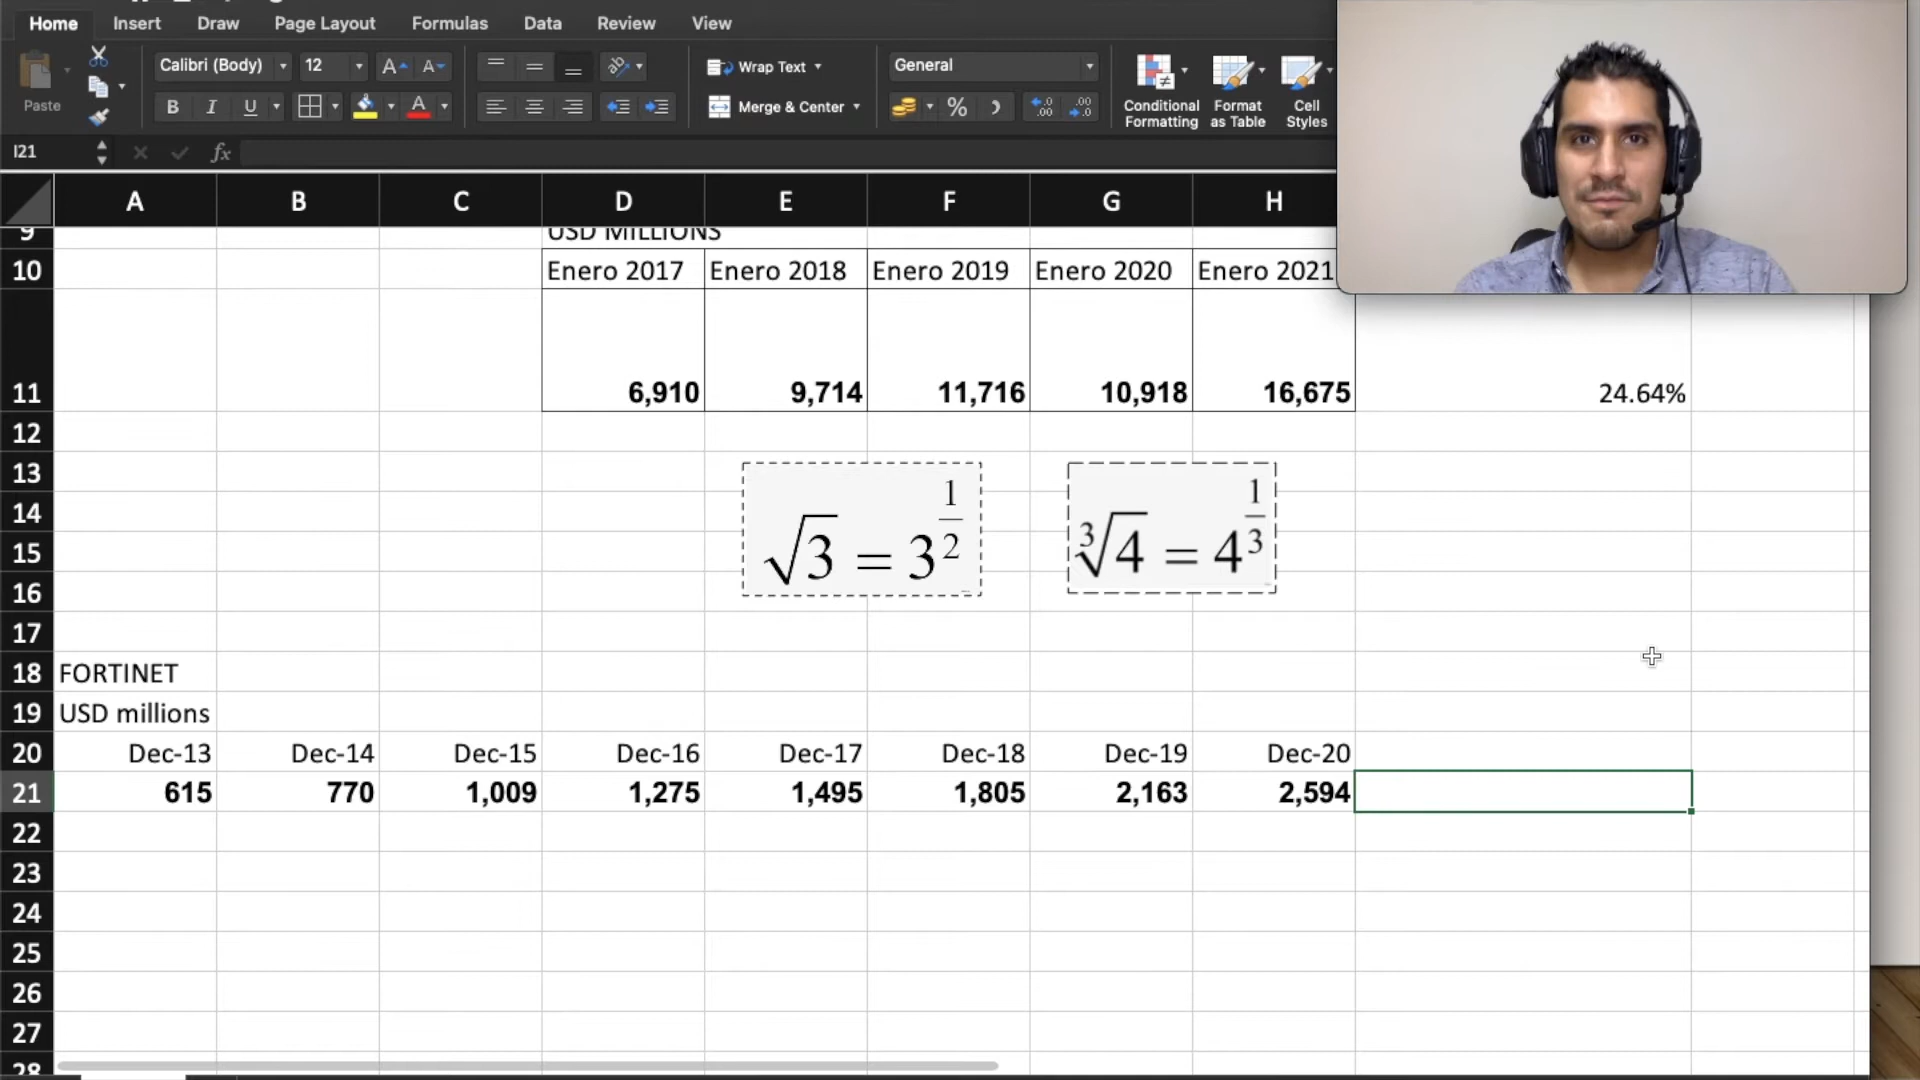 Home Insert Draw Page Layout Formulas Data Review View
Paste
Calibri (Body) 12 A A
B I U A
Wrap Text
Merge & Center
General
%
Conditional Formatting
Format as Table
Cell Styles
I21 fx
A B C D E F G H
9 USD MILLIONS
10 Enero 2017 Enero 2018 Enero 2019 Enero 2020 Enero 2021
11 6,910 9,714 11,716 10,918 16,675 24.64%
12
13
14
√3 = 3^(1/2) ∛4 = 4^(1/3)
15
16
17
18 FORTINET
19 USD millions
20 Dec-13 Dec-14 Dec-15 Dec-16 Dec-17 Dec-18 Dec-19 Dec-20
21 615 770 1,009 1,275 1,495 1,805 2,163 2,594
22
23
24
25
26
27
28